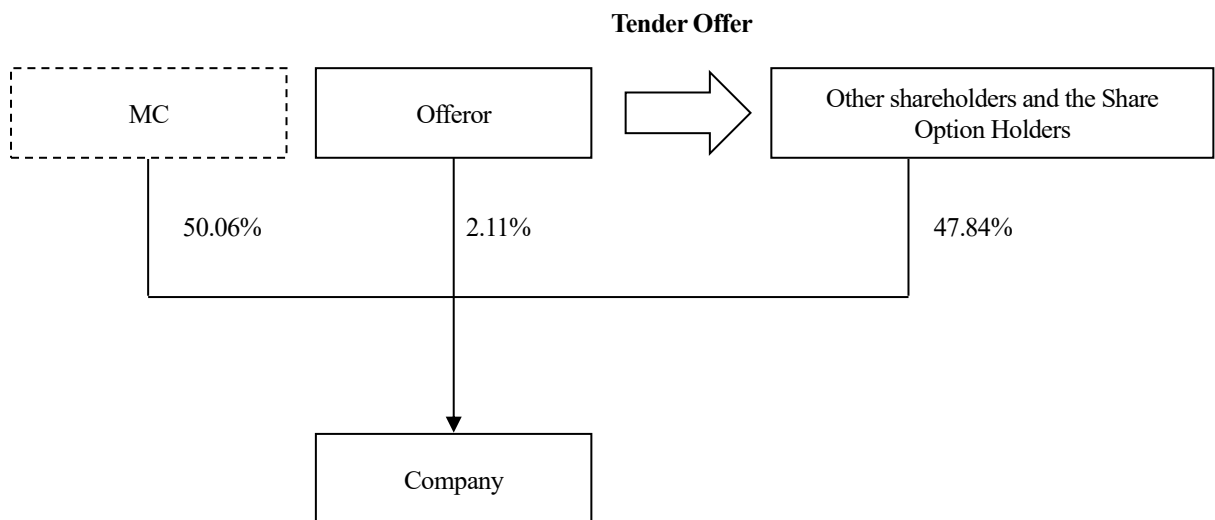 Tender Offer
MC
Offeror
Other shareholders and the Share
Option Holders
50.06%
2.11%
47.84%
Company